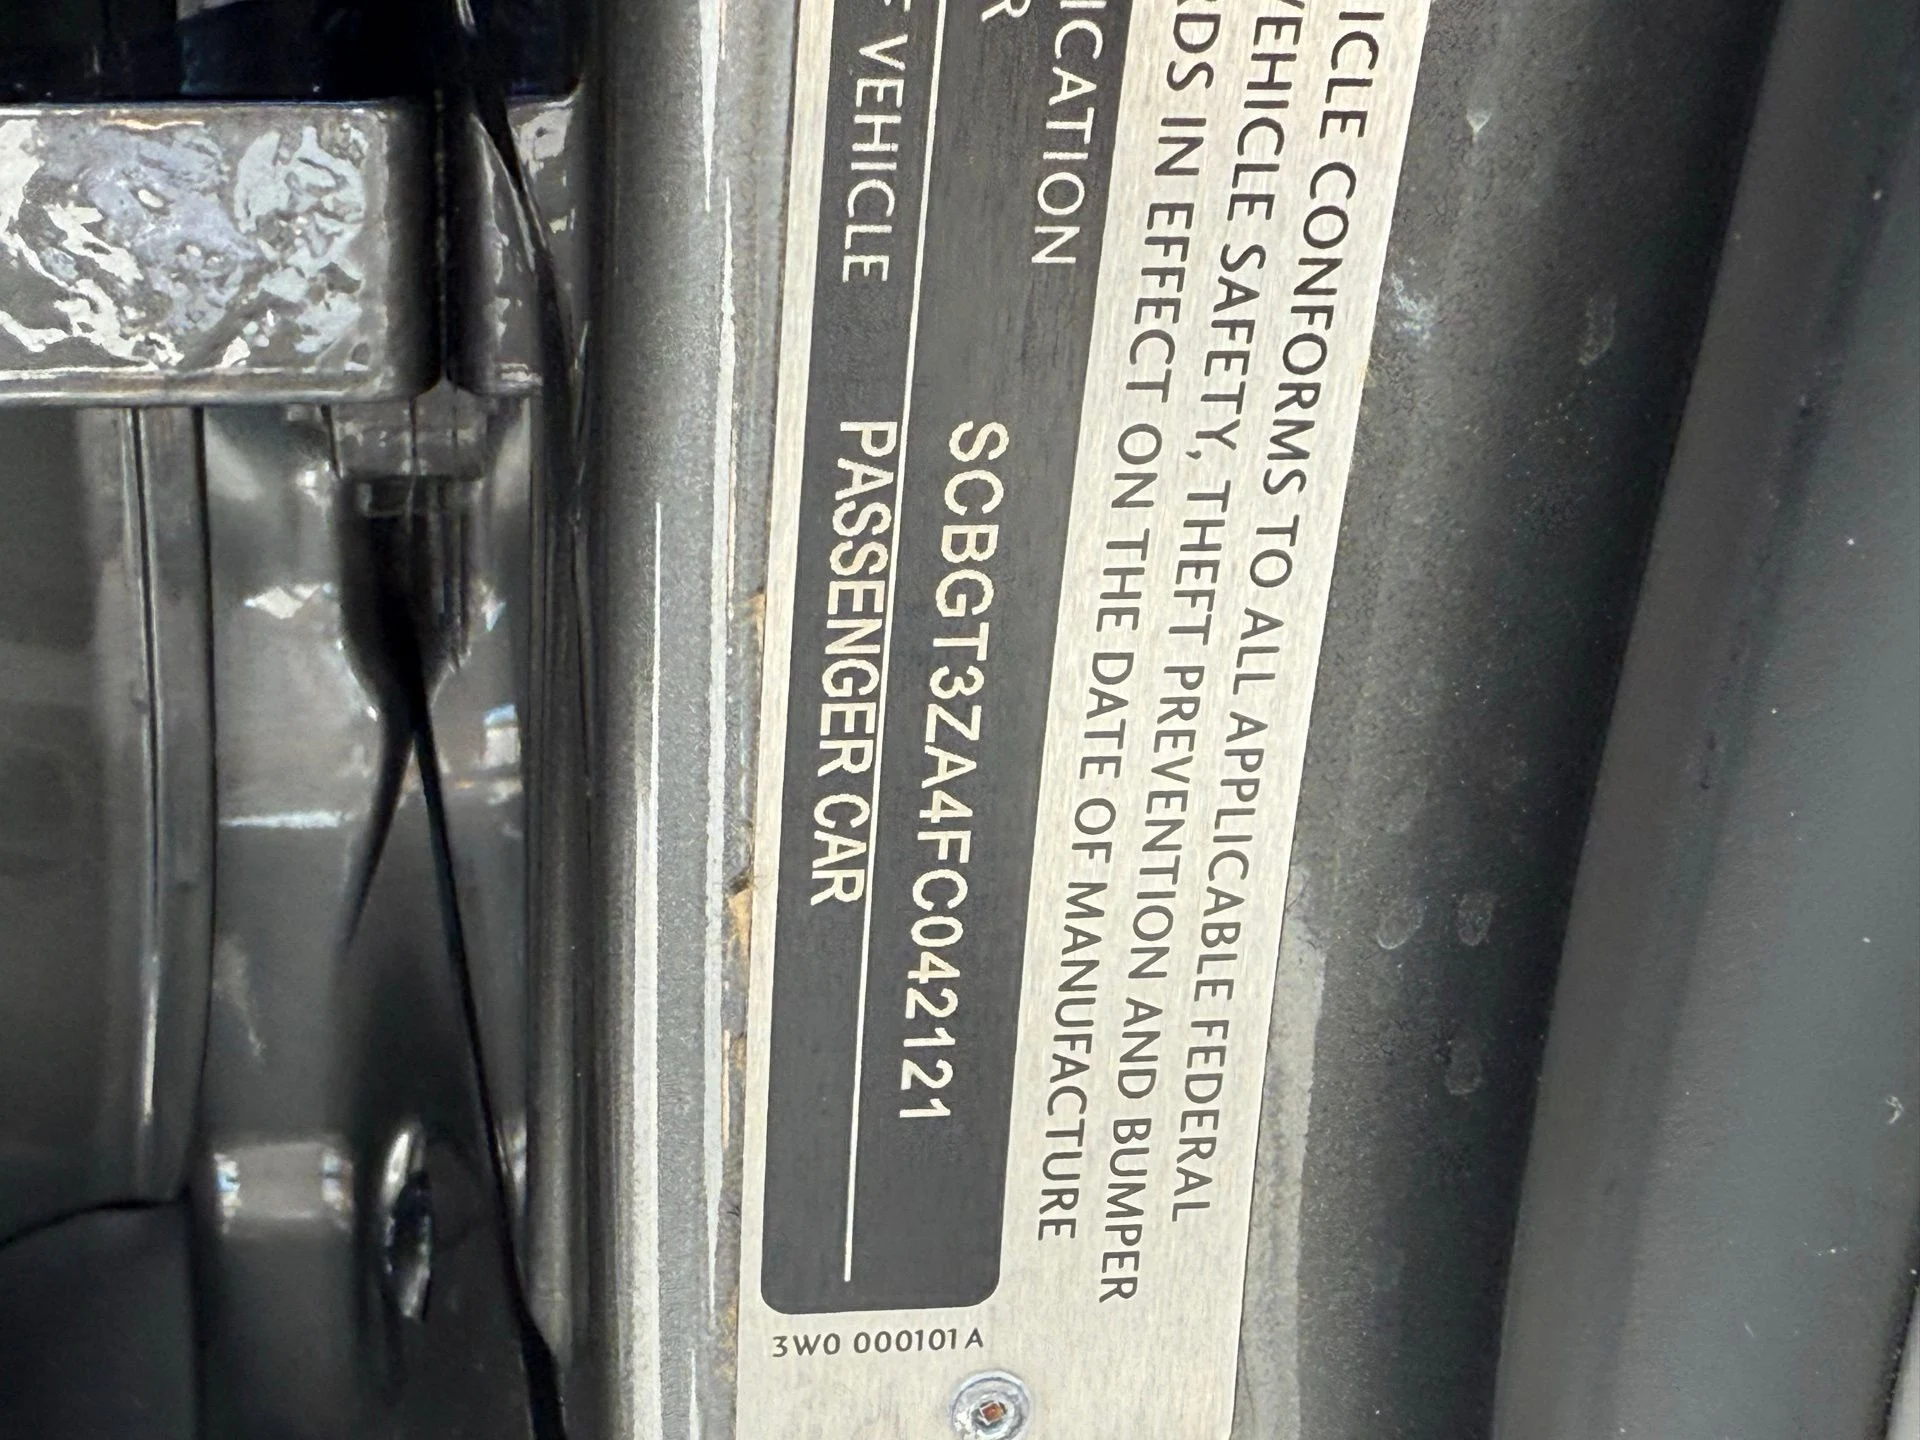 ICLE CONFORMS TO ALL APPLICABLE FEDERAL
VEHICLE SAFETY, THEFT PREVENTION AND BUMPER
RDS IN EFFECT ON THE DATE OF MANUFACTURE
ICATION
R SCBGT3ZA4FC042121
F VEHICLE PASSENGER CAR
3W0 000101A